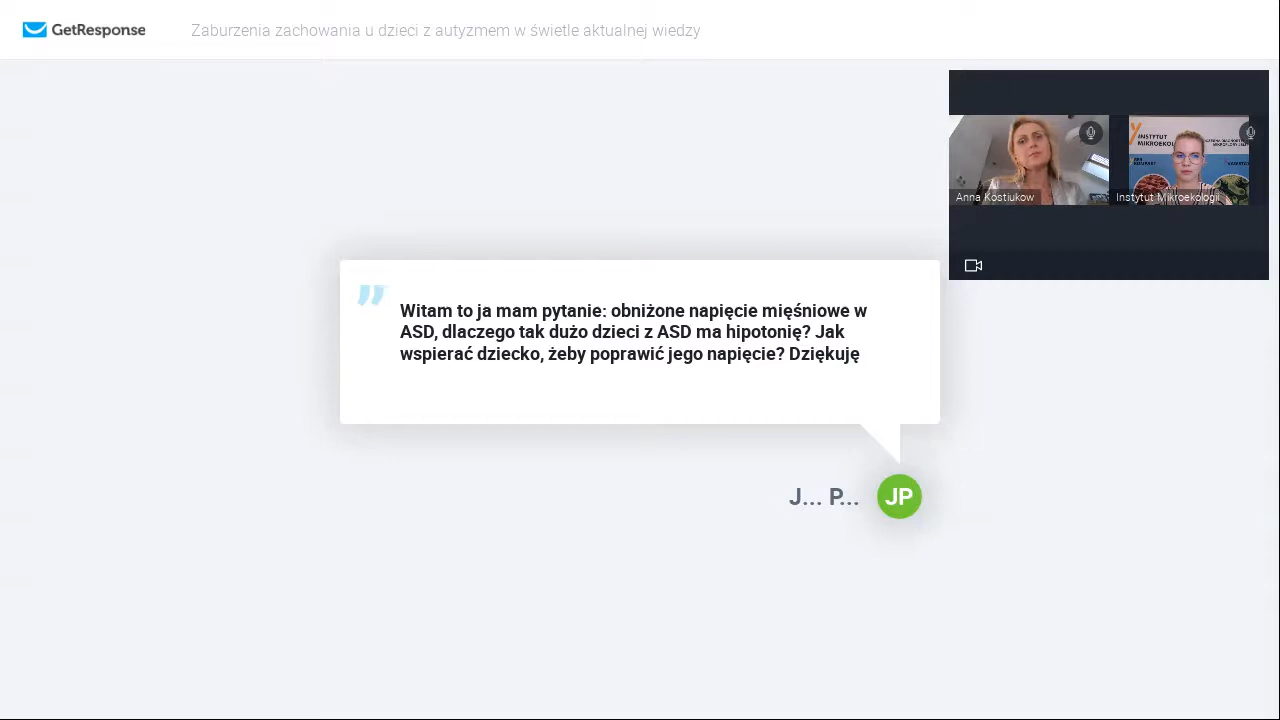 GetResponse
Zaburzenia zachowania u dzieci z autyzmem w świetle aktualnej wiedzy
INSTYTUT
Anna Kostiukow
Instytut Mikroekologii
Witam to ja mam pytanie: obniżone napięcie mięśniowe w
ASD, dlaczego tak dużo dzieci z ASD ma hipotonię? Jak
wspierać dziecko, żeby poprawić jego napięcie? Dziękuję
J... P...
JP